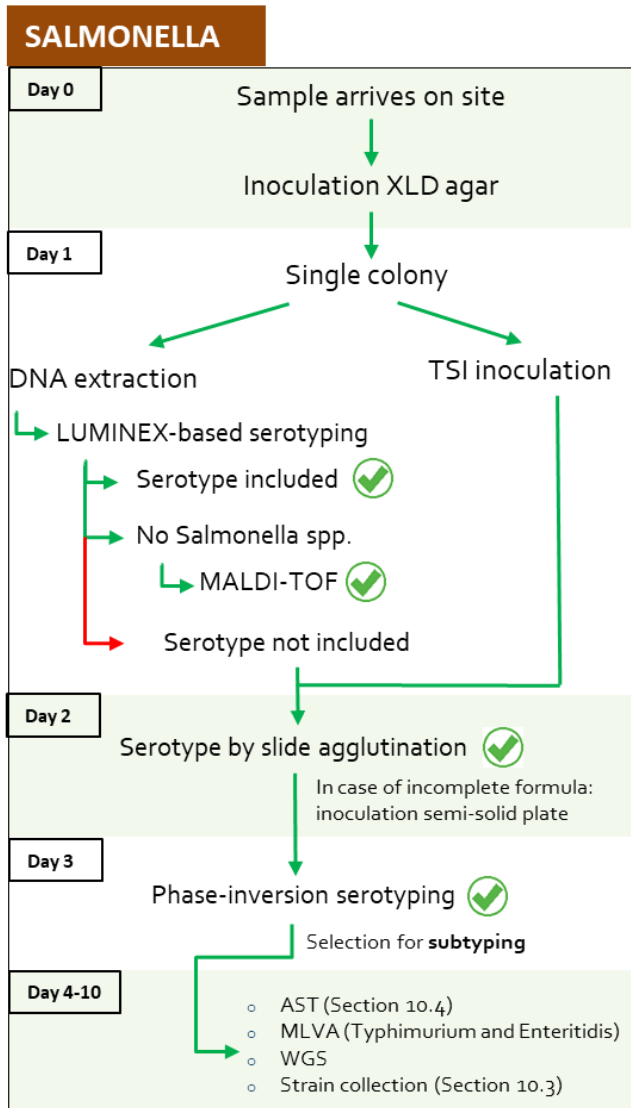 SALMONELLA
Day 0
Sample arrives on site
Inoculation XLD agar
Day 1
Single colony
DNA extraction
TSI inoculation
LUMINEX-based serotyping
Serotype included
No Salmonella spp.
MALDI-TOF
Serotype not included
Day 2
Serotype by slide agglutination
In case of incomplete formula:
inoculation semi-solid plate
Day 3
Phase-inversion serotyping
Selection for subtyping
Day 4-10
AST (Section 10.4)
MLVA (Typhimurium and Enteritidis)
WGS
Strain collection (Section 10.3)